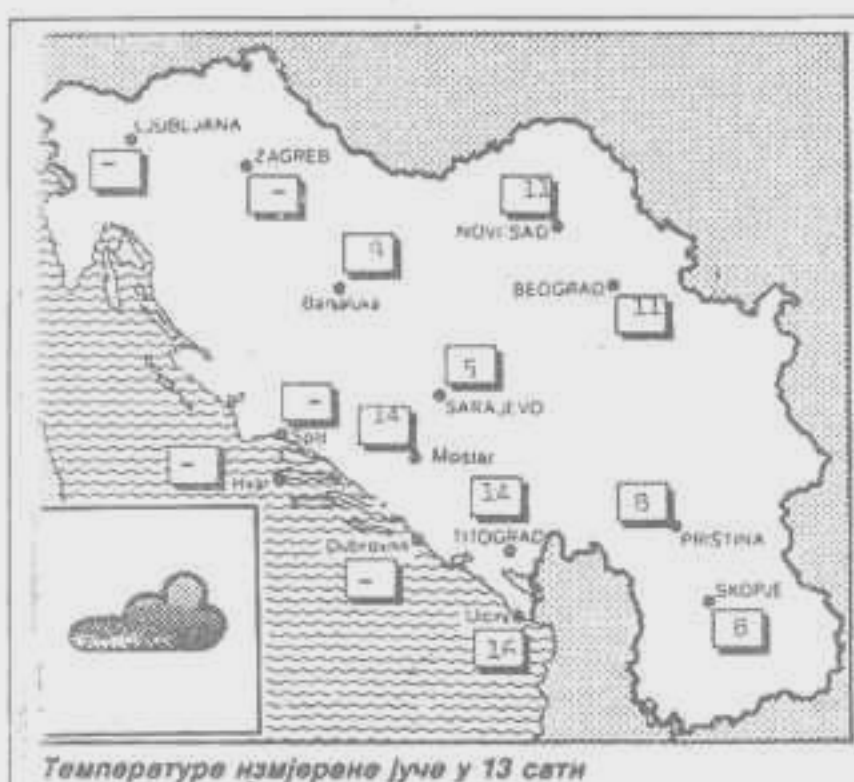 LJUBLJANA
-
ZAGREB
-
11
NOVI SAD
9
Banjaluka
BEOGRAD
11
5
SARAJEVO
-
Split
14
Mostar
-
Hvar
14
TITOGRAD
8
PRIŠTINA
Dubrovnik
-
SKOPJE
Ulcinj
16
Температуре измјерене јуче у 13 сати